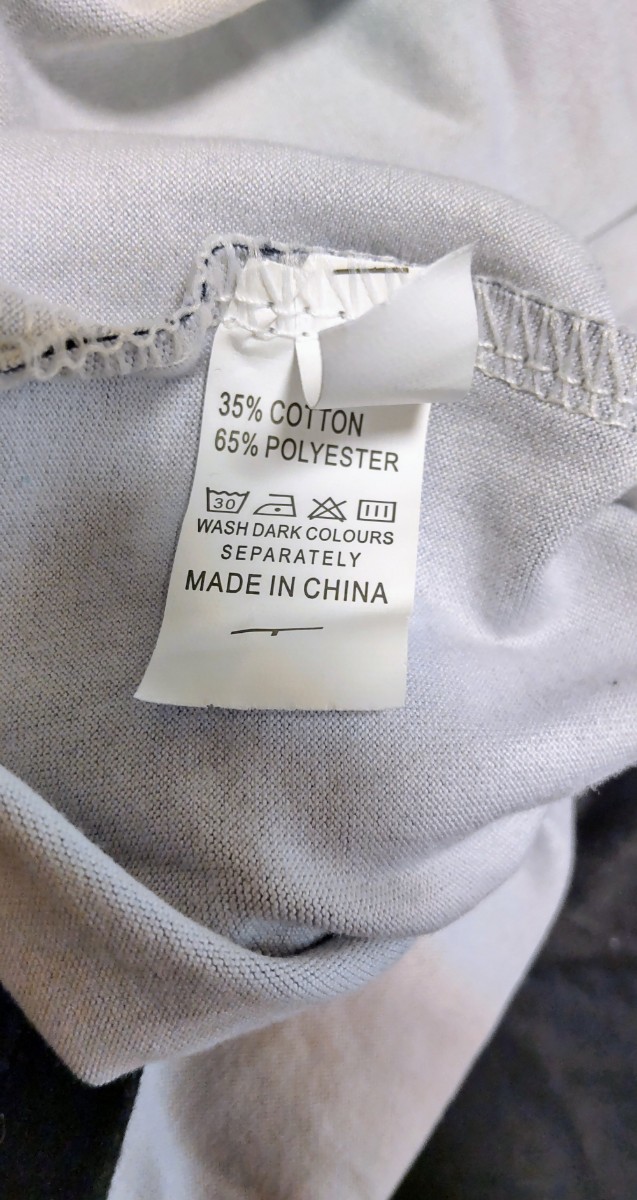 35% COTTON
65% POLYESTER
30
WASH DARK COLOURS
SEPARATELY
MADE IN CHINA